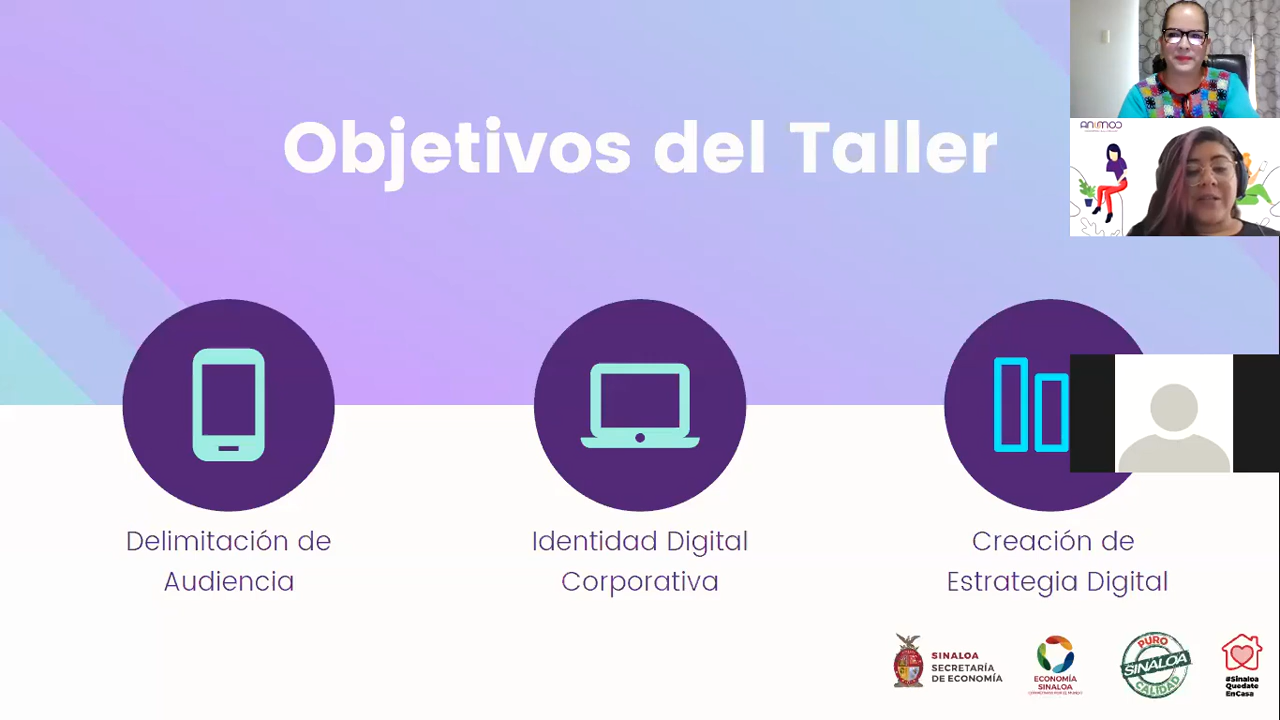 Objetivos del Taller
Delimitación de
Audiencia
Identidad Digital
Corporativa
Creación de
Estrategia Digital
SINALOA
SECRETARÍA
DE ECONOMÍA
ECONOMÍA
SINALOA
PURO
SINALOA
CALIDAD
#Sinaloa
Quedate
EnCasa